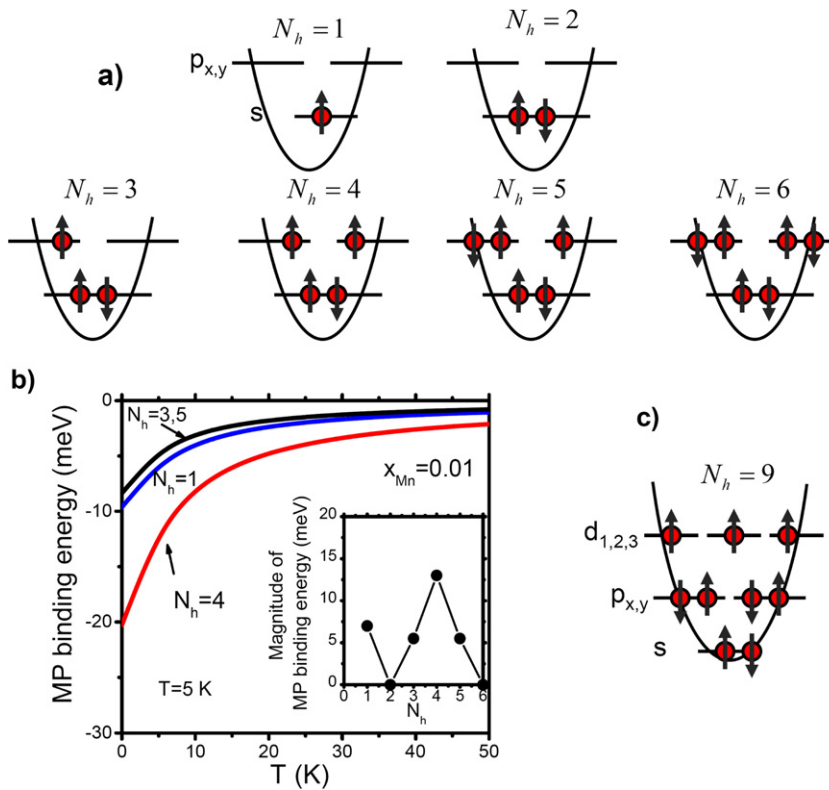 a)
N_h = 1
N_h = 2
p_x,y
s
N_h = 3
N_h = 4
N_h = 5
N_h = 6
b)
MP binding energy (meV)
0
-10
-20
-30
N_h=3,5
N_h=1
N_h=4
x_Mn=0.01
T=5 K
0
10
20
30
40
50
T (K)
Magnitude of
MP binding energy (meV)
20
15
10
5
0
0
1
2
3
4
5
6
N_h
c)
N_h = 9
d_1,2,3
p_x,y
s